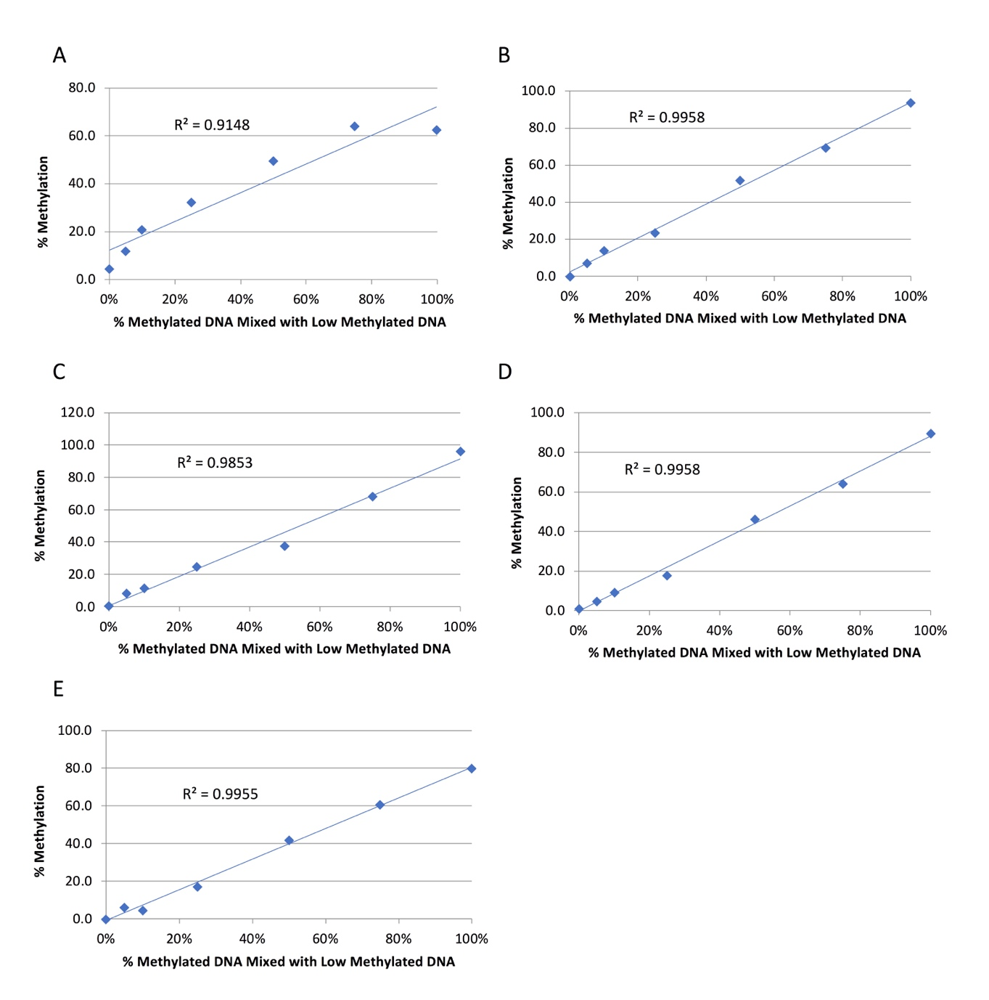 A
80.0
60.0
40.0
20.0
0.0
% Methylation
R² = 0.9148
0% 20% 40% 60% 80% 100%
% Methylated DNA Mixed with Low Methylated DNA
B
100.0
80.0
60.0
40.0
20.0
0.0
% Methylation
R² = 0.9958
0% 20% 40% 60% 80% 100%
% Methylated DNA Mixed with Low Methylated DNA
C
120.0
100.0
80.0
60.0
40.0
20.0
0.0
% Methylation
R² = 0.9853
0% 20% 40% 60% 80% 100%
% Methylated DNA Mixed with Low Methylated DNA
D
100.0
80.0
60.0
40.0
20.0
0.0
% Methylation
R² = 0.9958
0% 20% 40% 60% 80% 100%
% Methylated DNA Mixed with Low Methylated DNA
E
100.0
80.0
60.0
40.0
20.0
0.0
% Methylation
R² = 0.9955
0% 20% 40% 60% 80% 100%
% Methylated DNA Mixed with Low Methylated DNA